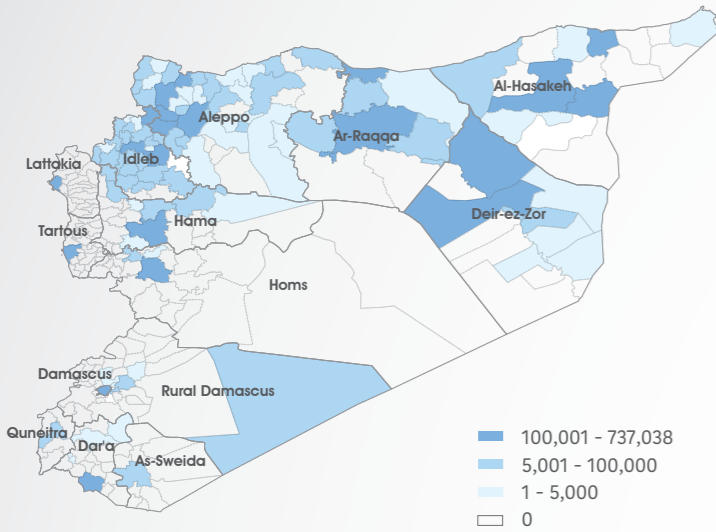 Al-Hasakeh
Aleppo
Ar-Raqqa
Idleb
Lattakia
Deir-ez-Zor
Hama
Tartous
Homs
Damascus
Rural Damascus
Quneitra
Dar'a
As-Sweida
100,001 - 737,038
5,001 - 100,000
1 - 5,000
0